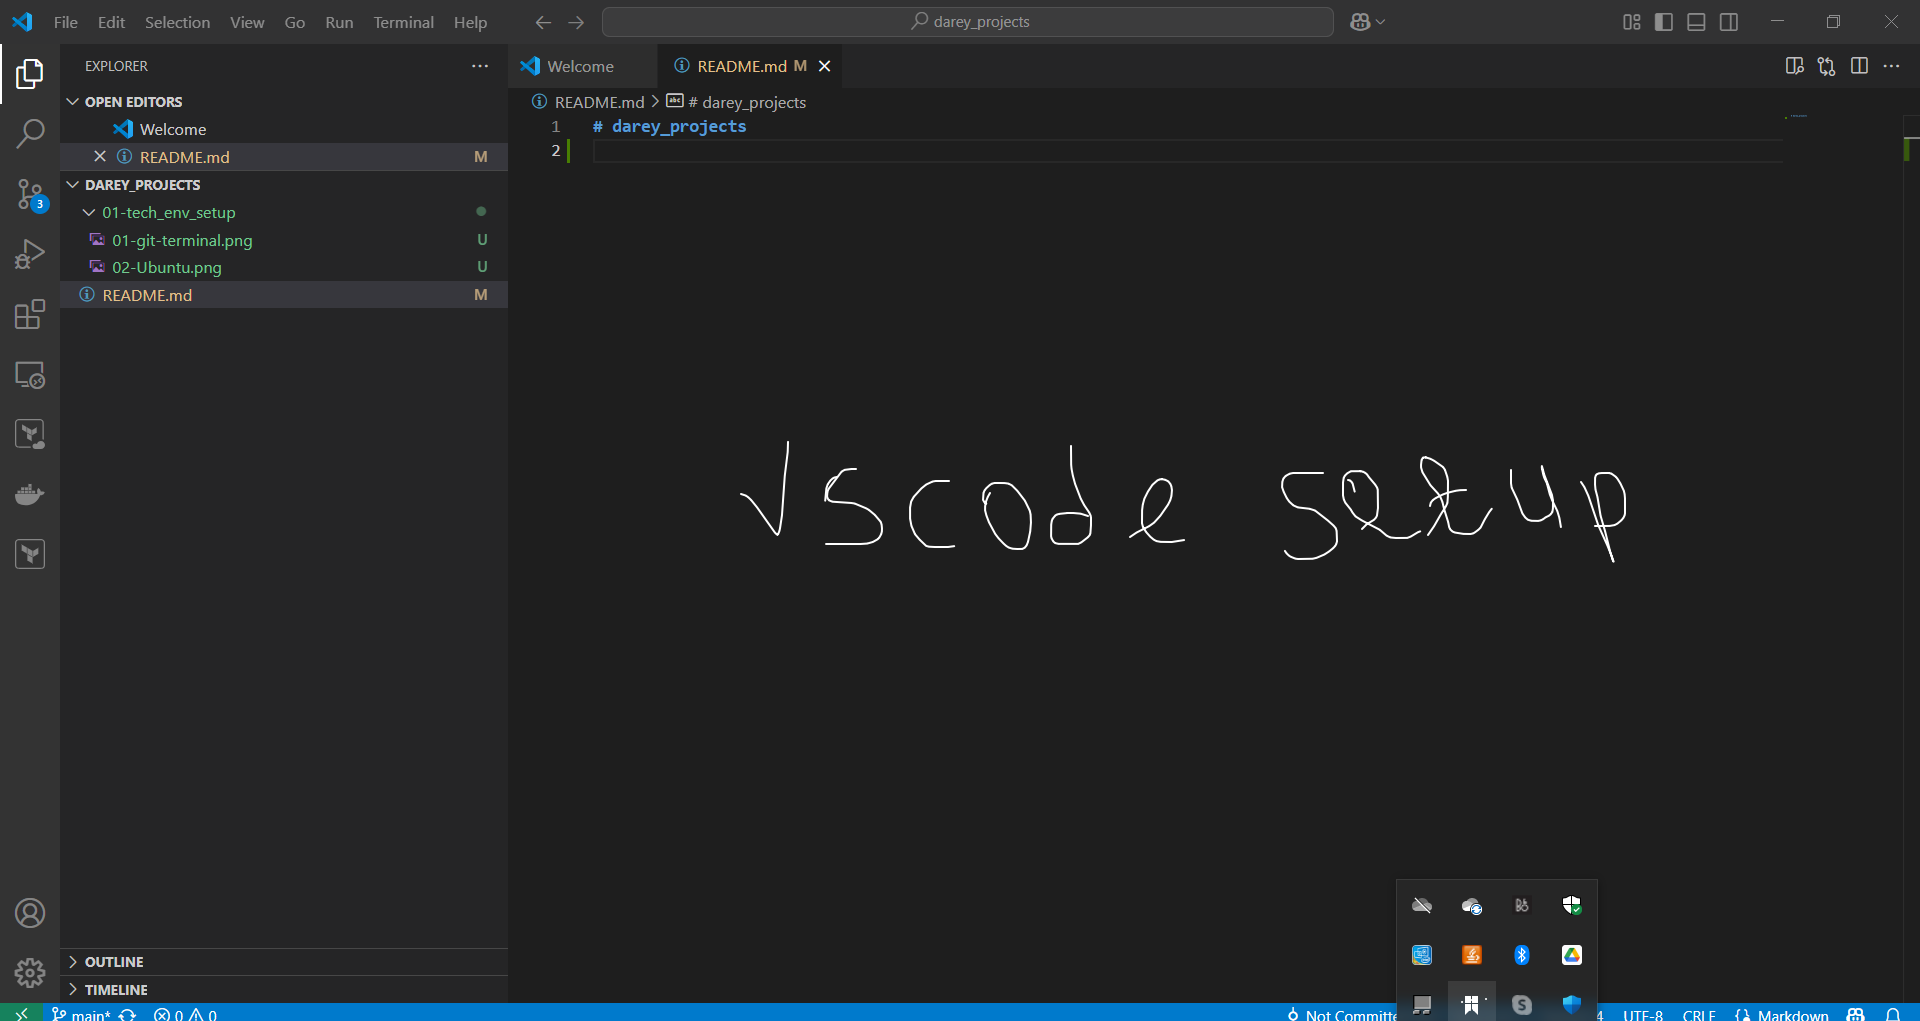 File Edit Selection View Go Run Terminal Help
darey_projects
EXPLORER
Welcome
README.md M
OPEN EDITORS
Welcome
README.md M
DAREY_PROJECTS
01-tech_env_setup
01-git-terminal.png U
02-Ubuntu.png U
README.md M
3
README.md > # darey_projects
1 # darey_projects
2
vscode setup
OUTLINE
TIMELINE
main* 0 0
Not Committe
4 UTF-8 CRLF {} Markdown